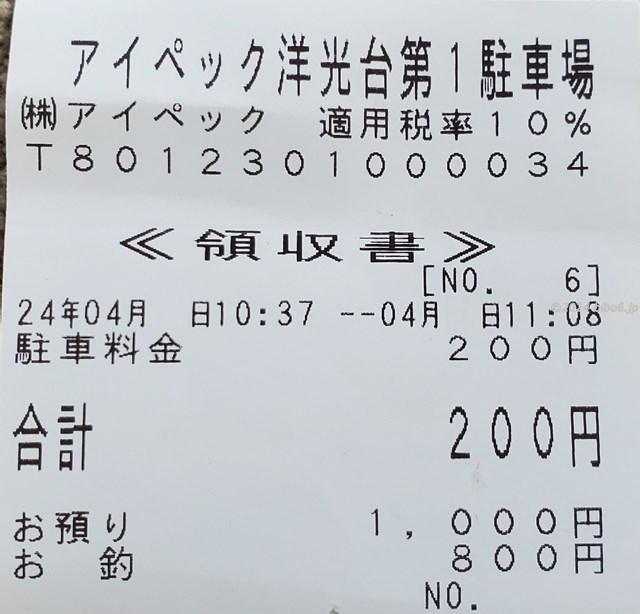 アイペック洋光台第1駐車場
㈱アイペック 適用税率10%
T8012301000034
≪領収書≫
[NO. 6]
24年04月 日10:37 --04月 日11:08
駐車料金 200円
合計 200円
お預り 1,000円
お釣 800円
NO.